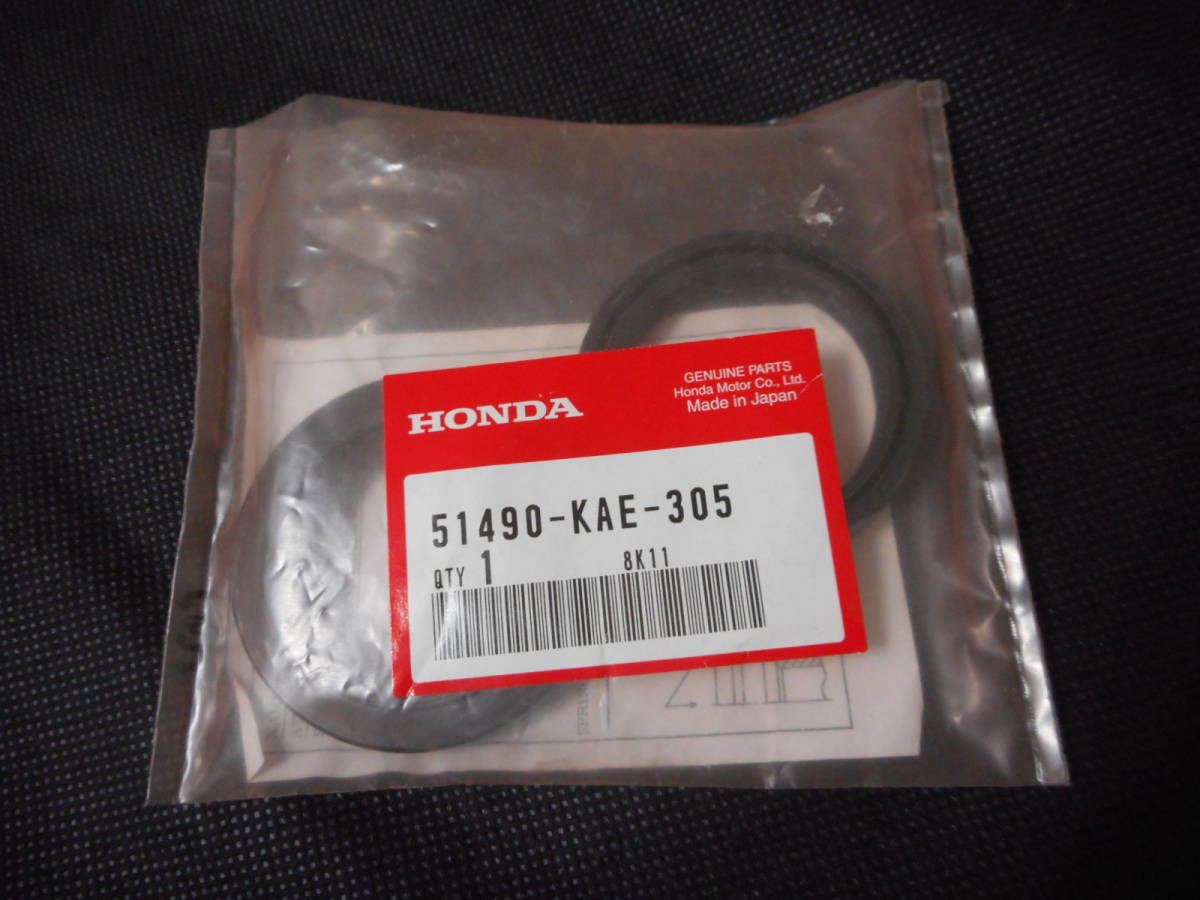 HONDA
GENUINE PARTS
Honda Motor Co., Ltd.
Made in Japan
51490-KAE-305
QTY 1 8K11